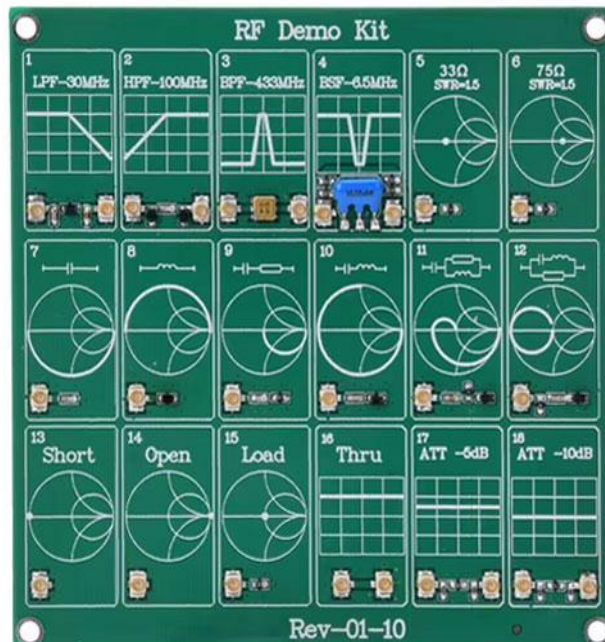 RF Demo Kit
1
LPF-30MHz
2
HPF-100MHz
3
BPF-433MHz
4
BSF-6.5MHz
5
33Ω
SWR=1.5
6
75Ω
SWR=1.5
7
8
9
10
11
12
13
Short
14
Open
15
Load
16
Thru
17
ATT -5dB
18
ATT -10dB
Rev-01-10